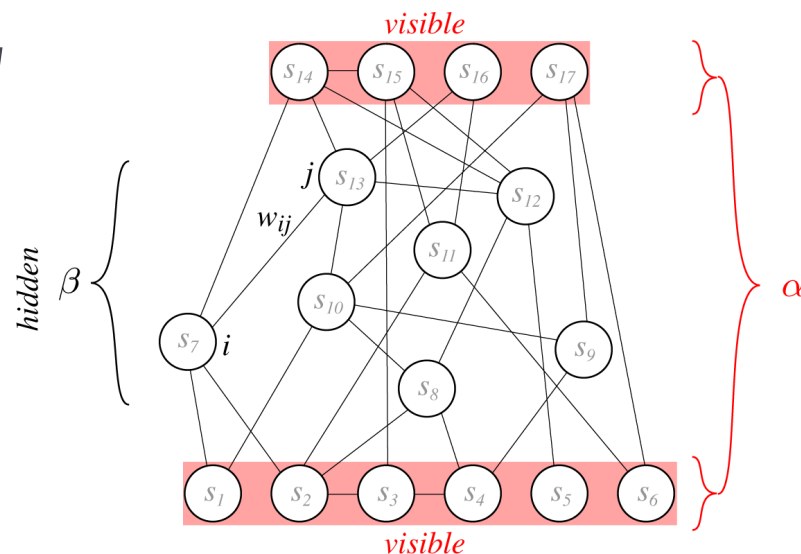 visible
s14 s15 s16 s17
j s13 s12
wij
s11
hidden β s10 α
s7 i s9
s8
s1 s2 s3 s4 s5 s6
visible